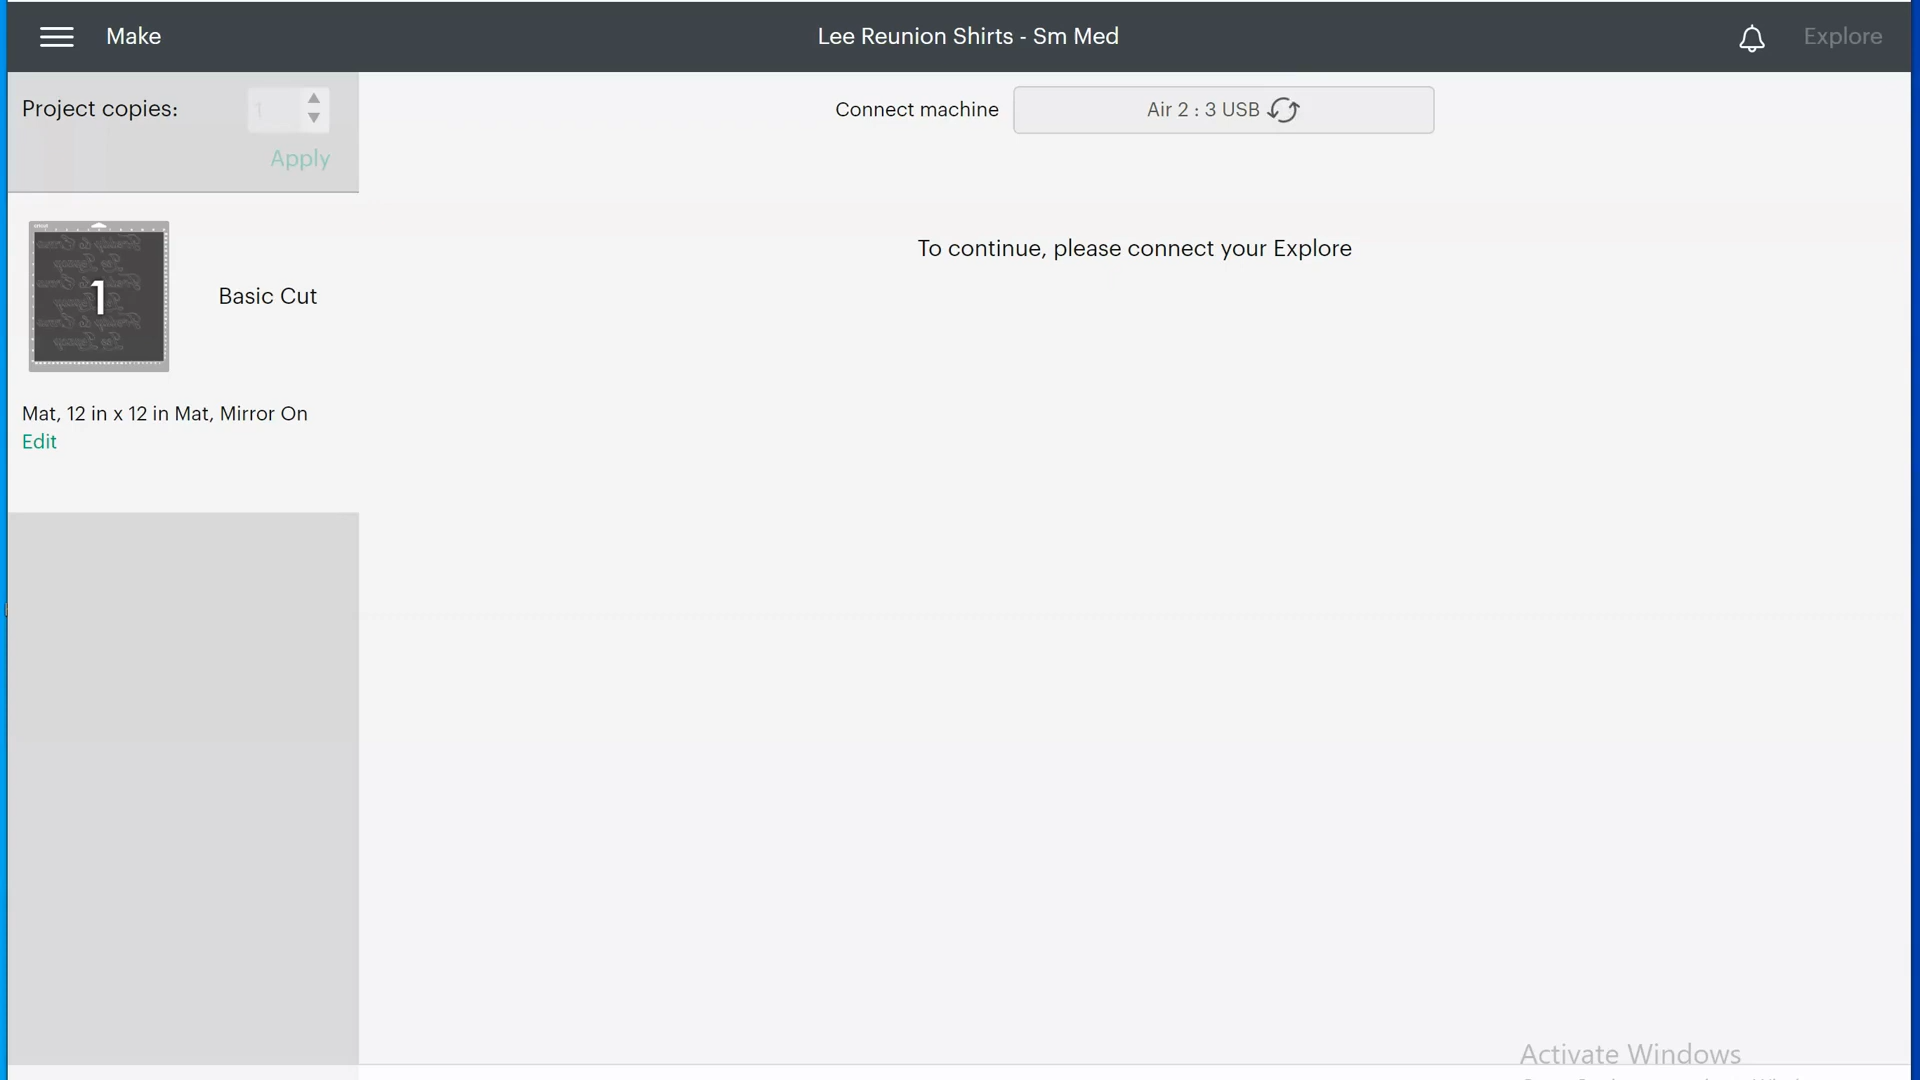 Make
Lee Reunion Shirts - Sm Med
Explore
Project copies:
1
Apply
Connect machine
Air 2 : 3 USB
To continue, please connect your Explore
1
Basic Cut
Mat, 12 in x 12 in Mat, Mirror On
Edit
Activate Windows